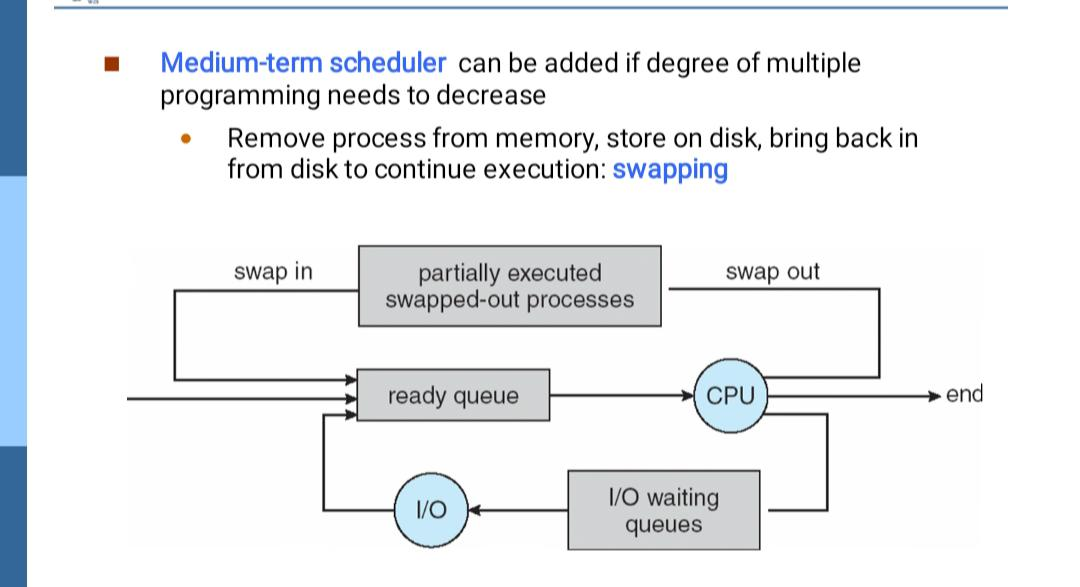 Medium-term scheduler can be added if degree of multiple
programming needs to decrease
Remove process from memory, store on disk, bring back in
from disk to continue execution: swapping
swap in
partially executed
swapped-out processes
swap out
ready queue
CPU
end
I/O
I/O waiting
queues